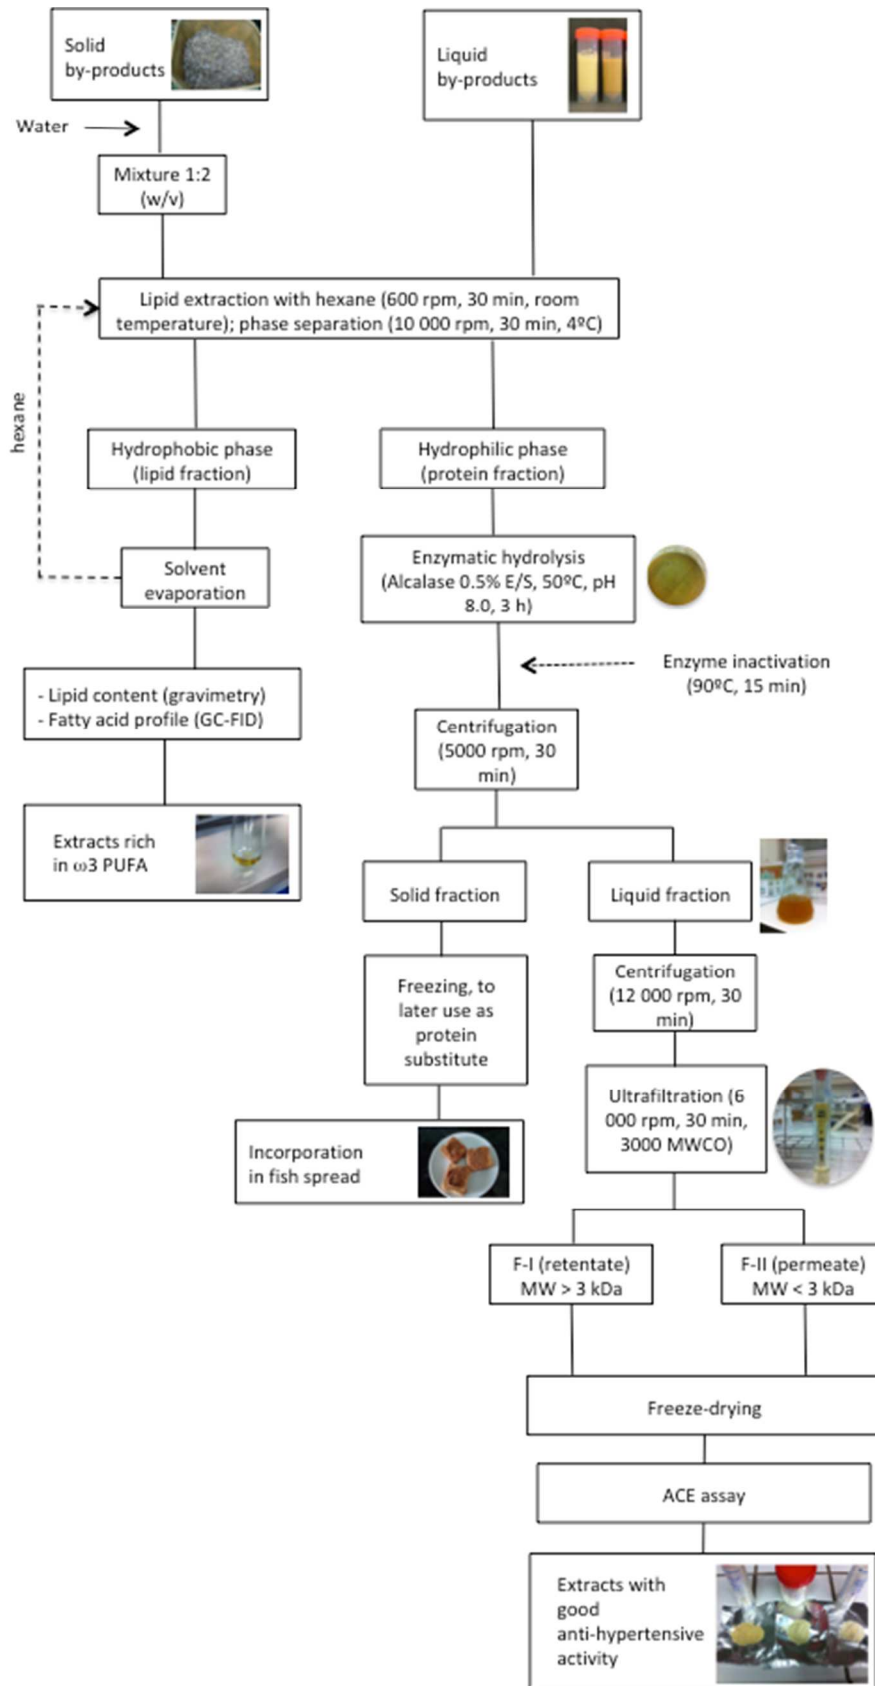 Solid
by-products
Liquid
by-products
Water
Mixture 1:2
(w/v)
Lipid extraction with hexane (600 rpm, 30 min, room
temperature); phase separation (10 000 rpm, 30 min, 4ºC)
hexane
Hydrophobic phase
(lipid fraction)
Hydrophilic phase
(protein fraction)
Solvent
evaporation
Enzymatic hydrolysis
(Alcalase 0.5% E/S, 50ºC, pH
8.0, 3 h)
Enzyme inactivation
(90ºC, 15 min)
- Lipid content (gravimetry)
- Fatty acid profile (GC-FID)
Centrifugation
(5000 rpm, 30
min)
Extracts rich
in ω3 PUFA
Solid fraction
Liquid fraction
Freezing, to
later use as
protein
substitute
Centrifugation
(12 000 rpm, 30
min)
Ultrafiltration (6
000 rpm, 30 min,
3000 MWCO)
Incorporation
in fish spread
F-I (retentate)
MW > 3 kDa
F-II (permeate)
MW < 3 kDa
Freeze-drying
ACE assay
Extracts with
good
anti-hypertensive
activity